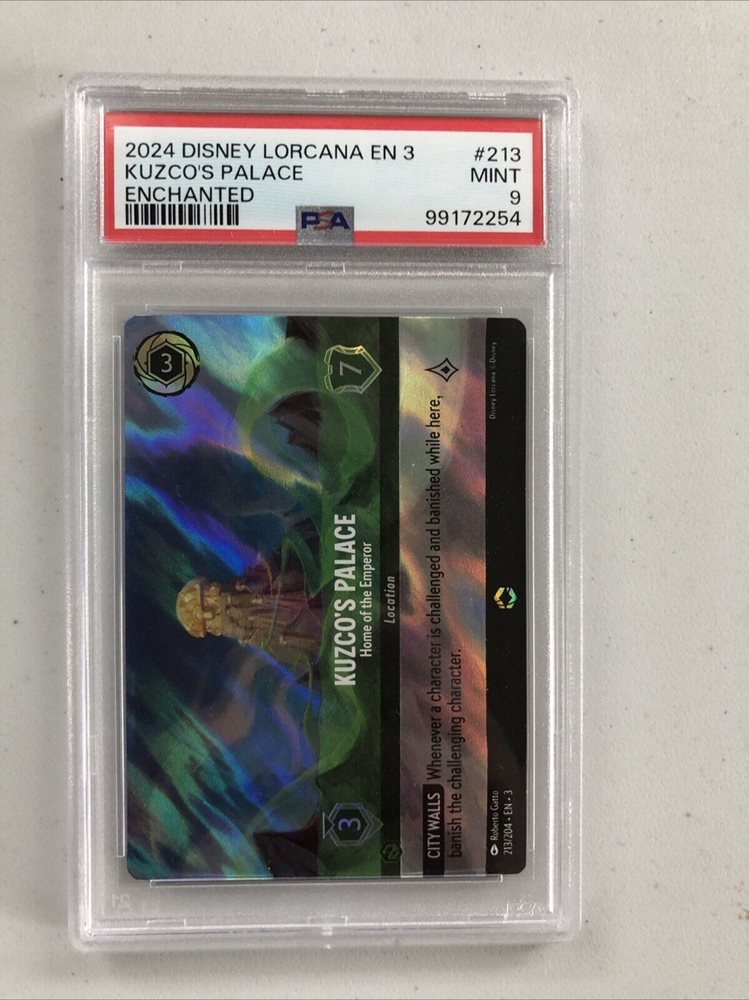 2024 DISNEY LORCANA EN 3 #213
KUZCO'S PALACE MINT
ENCHANTED 9
PSA 99172254
3
KUZCO'S PALACE
Home of the Emperor
3
7
Location
CITY WALLS Whenever a character is challenged and banished while here,
banish the challenging character.
Roberto Gatto
213/204 • EN • 3
Disney Lorcana ©Disney